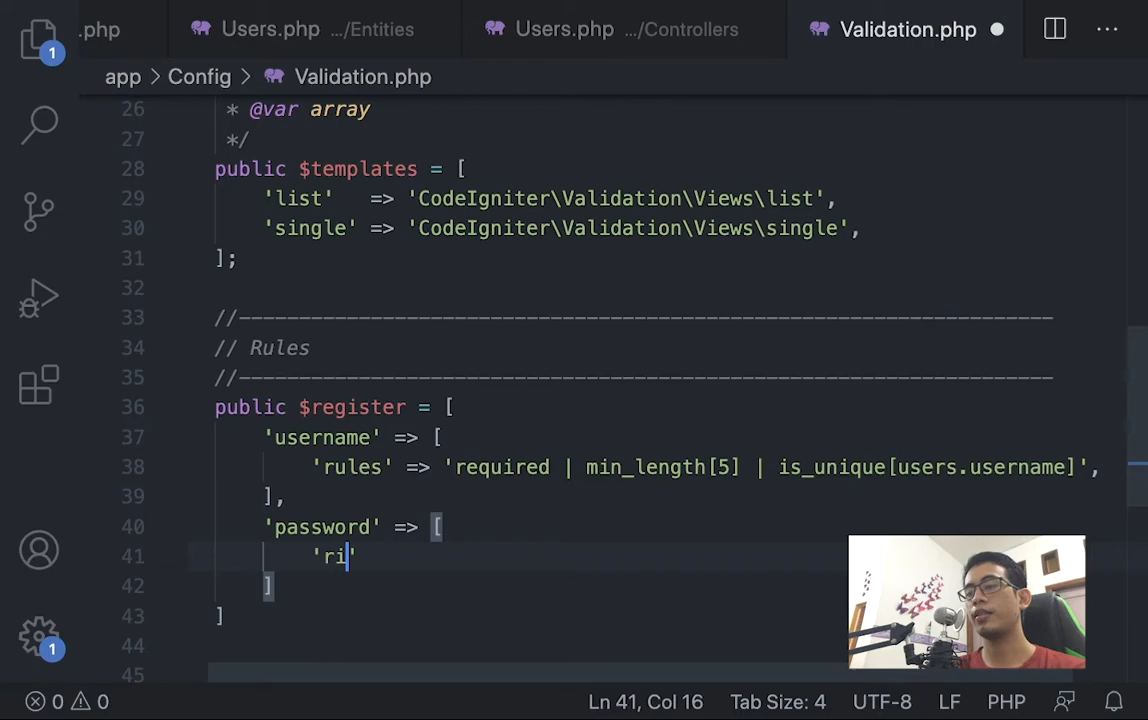 .php
Users.php .../Entities
Users.php .../Controllers
Validation.php
1
app > Config > Validation.php
26 * @var array
27 */
28 public $templates = [
29 'list' => 'CodeIgniter\Validation\Views\list',
30 'single' => 'CodeIgniter\Validation\Views\single',
31 ];
32
33 //--------------------------------------------------------------------
34 // Rules
35 //--------------------------------------------------------------------
36 public $register = [
37 'username' => [
38 'rules' => 'required | min_length[5] | is_unique[users.username]',
39 ],
40 'password' => [
41 'ri'
42 ]
43 ]
44
45
1
0 0
Ln 41, Col 16
Tab Size: 4
UTF-8
LF
PHP